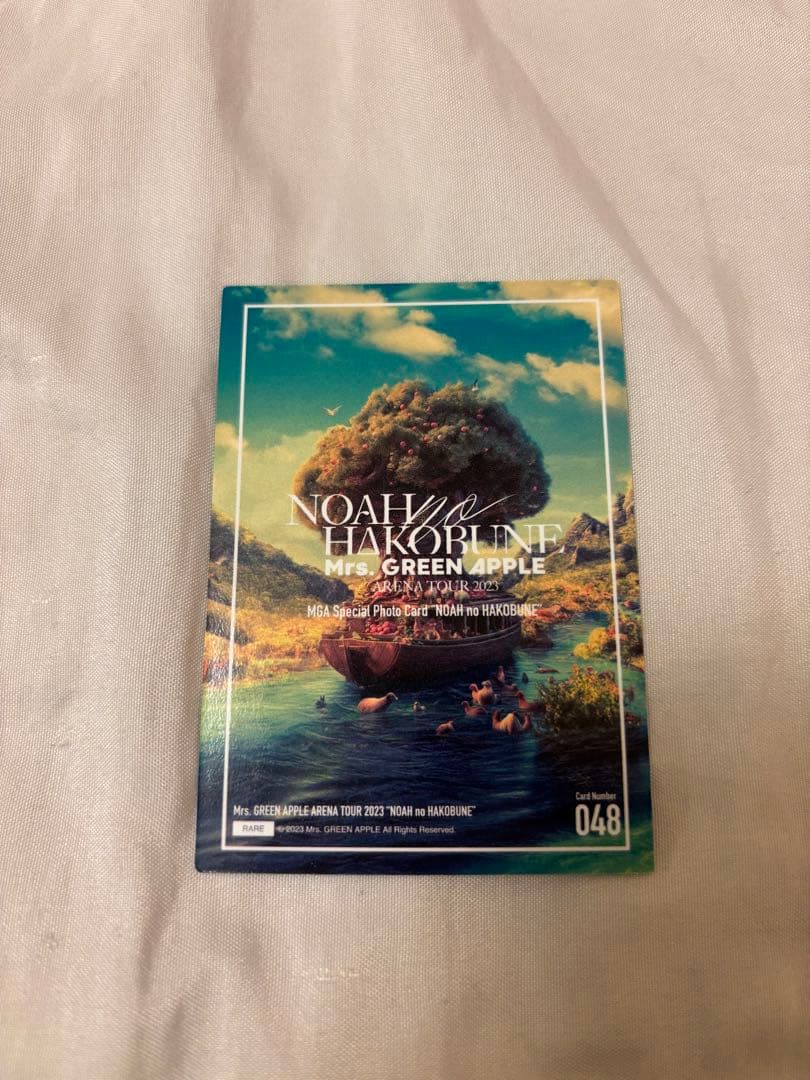 NOAH no
HAKOBUNE
Mrs. GREEN APPLE
ARENA TOUR 2023
MGA Special Photo Card "NOAH no HAKOBUNE"
Mrs. GREEN APPLE ARENA TOUR 2023 "NOAH no HAKOBUNE"
RARE © 2023 Mrs. GREEN APPLE All Rights Reserved.
Card Number
048